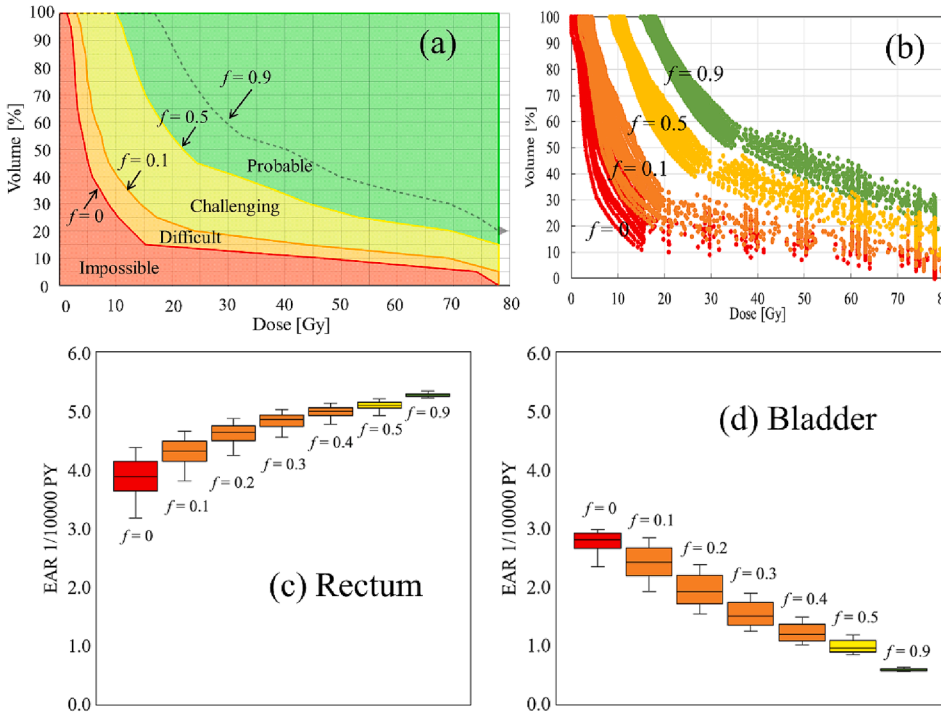 (a)
100
90
80
70
60
50
40
30
20
10
0
Volume [%]
f = 0.9
f = 0.5
f = 0.1
f = 0
Probable
Challenging
Difficult
Impossible
0 10 20 30 40 50 60 70 80
Dose [Gy]
(b)
100
90
80
70
60
50
40
30
20
10
0
Volume [%]
f = 0.9
f = 0.5
f = 0.1
f = 0
0 10 20 30 40 50 60 70 80
Dose [Gy]
6.0
5.0
4.0
3.0
2.0
1.0
0.0
EAR 1/10000 PY
f = 0
f = 0.1
f = 0.2
f = 0.3
f = 0.4
f = 0.5
f = 0.9
(c) Rectum
6.0
5.0
4.0
3.0
2.0
1.0
0.0
EAR 1/10000 PY
(d) Bladder
f = 0
f = 0.1
f = 0.2
f = 0.3
f = 0.4
f = 0.5
f = 0.9